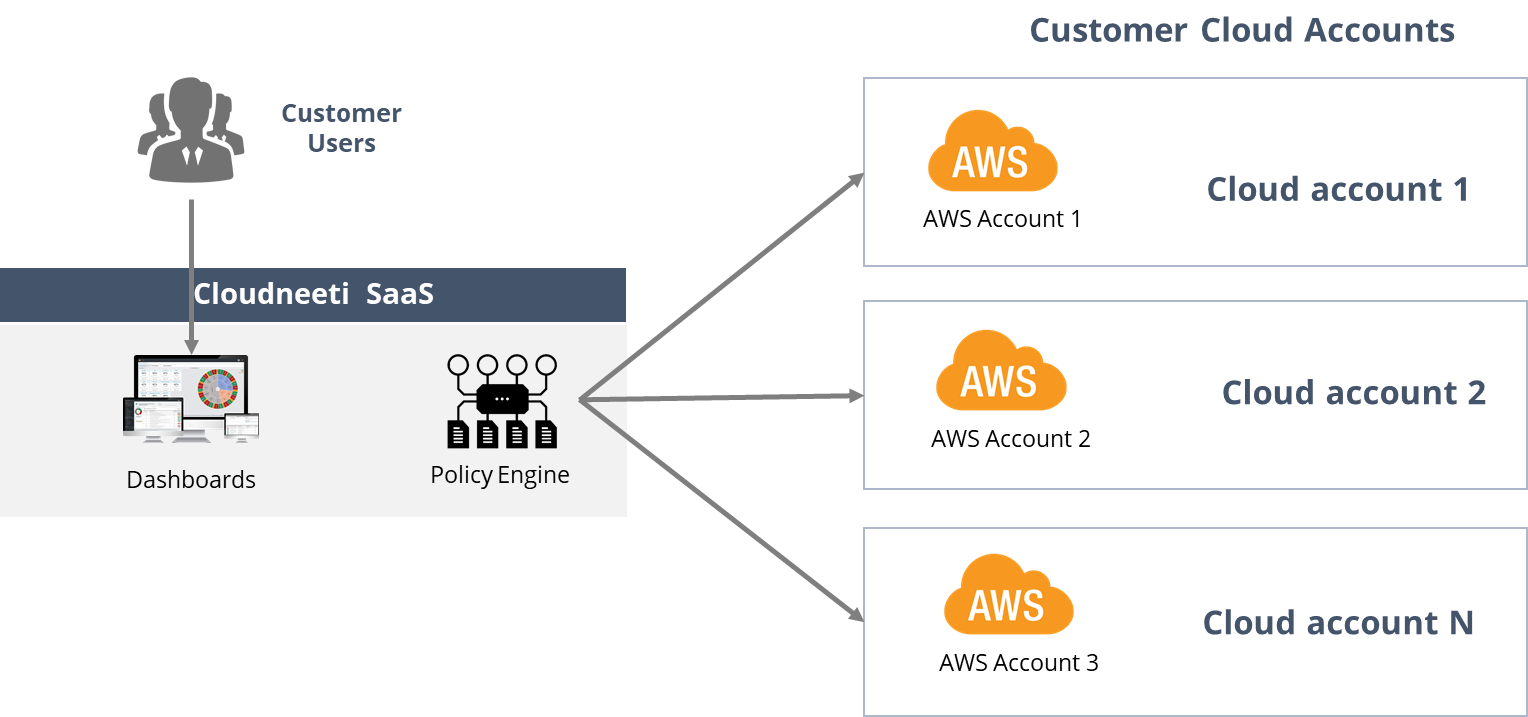 Customer Cloud Accounts
Customer
Users
Cloudneeti SaaS
Dashboards
Policy Engine
AWS
AWS Account 1
Cloud account 1
AWS
AWS Account 2
Cloud account 2
AWS
AWS Account 3
Cloud account N